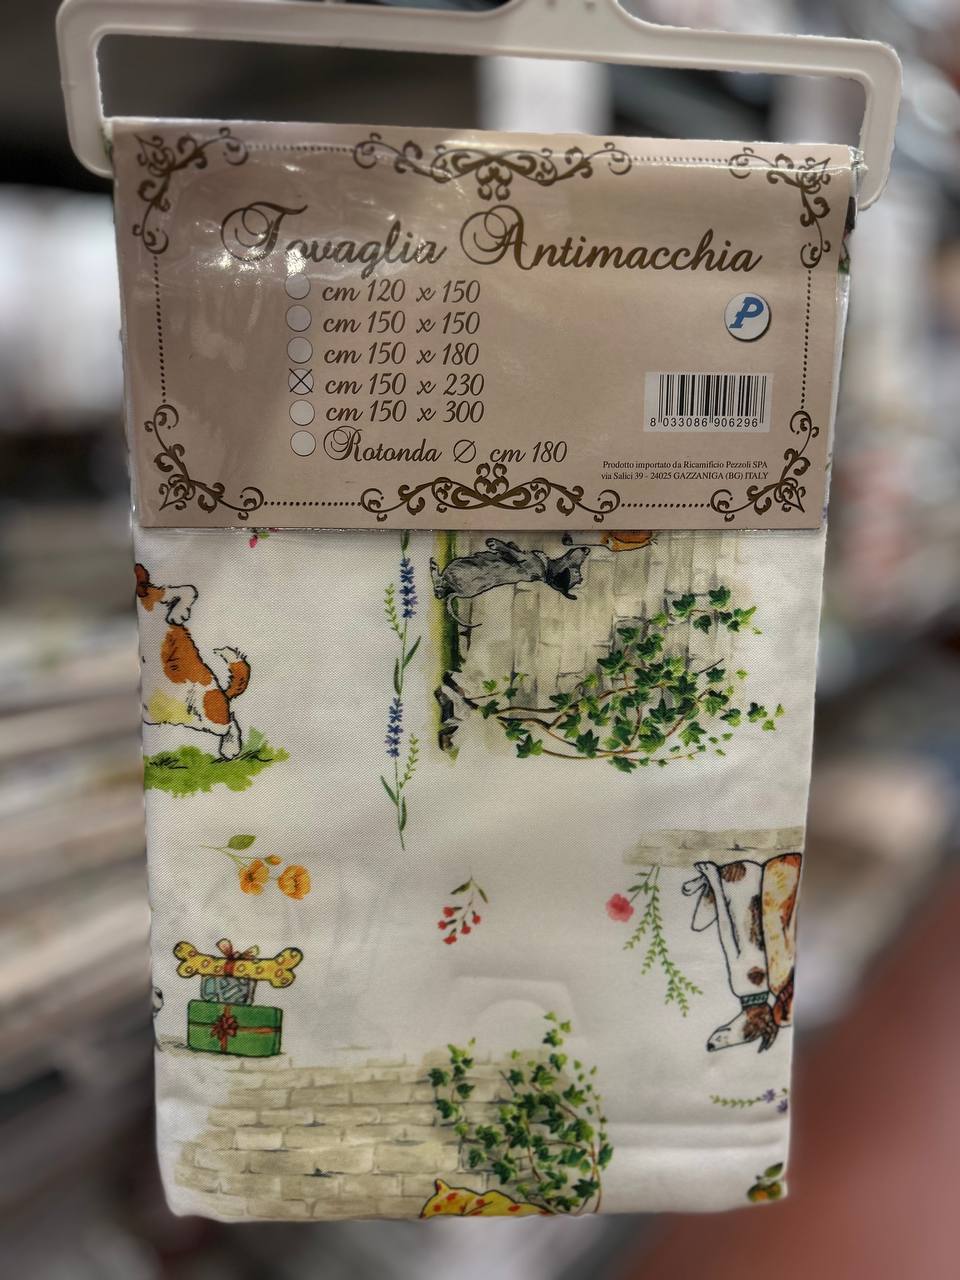 Tovaglia Antimacchia
cm 120 x 150
cm 150 x 150
cm 150 x 180
cm 150 x 230
cm 150 x 300
Rotonda Ø cm 180
P
8 033086 906296
Prodotto importato da Ricamificio Pezzoli SPA
via Salici 39 - 24025 GAZZANIGA (BG) ITALY